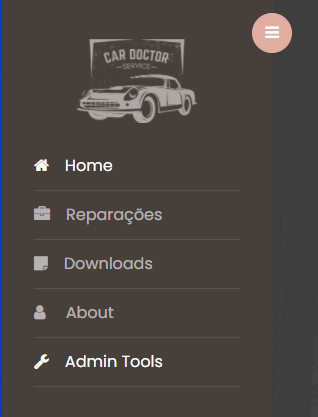 CAR DOCTOR
SERVICE
Home
Reparações
Downloads
About
Admin Tools